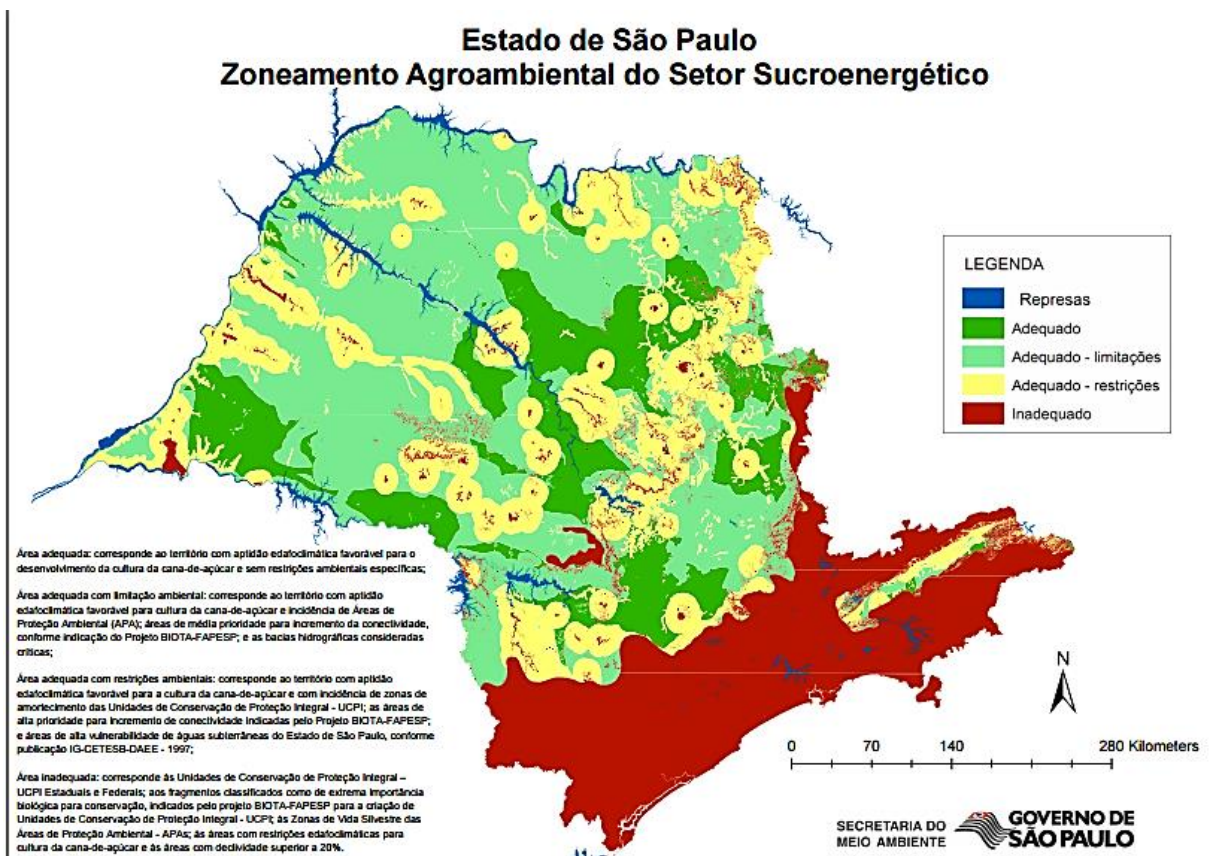 Estado de São Paulo
Zoneamento Agroambiental do Setor Sucroenergético
LEGENDA
Represas
Adequado
Adequado - limitações
Adequado - restrições
Inadequado
Área adequada: corresponde ao território com aptidão edafoclimática favorável para o
desenvolvimento da cultura da cana-de-açúcar e sem restrições ambientais específicas;
Área adequada com limitação ambiental: corresponde ao território com aptidão
edafoclimática favorável para cultura da cana-de-açúcar e incidência de Áreas de
Proteção Ambiental (APA); áreas de média prioridade para incremento da conectividade,
conforme indicação do Projeto BIOTA-FAPESP; e as bacias hidrográficas consideradas
críticas;
Área adequada com restrições ambientais: corresponde ao território com aptidão
edafoclimática favorável para a cultura da cana-de-açúcar e com incidência de zonas de
amortecimento das Unidades de Conservação de Proteção Integral - UCPI; as áreas de
alta prioridade para incremento de conectividade indicadas pelo Projeto BIOTA-FAPESP;
e áreas de alta vulnerabilidade de águas subterrâneas do Estado de São Paulo, conforme
publicação IG-CETESB-DAEE - 1997;
Área inadequada: corresponde às Unidades de Conservação de Proteção Integral –
UCPI Estaduais e Federais; aos fragmentos classificados como de extrema importância
biológica para conservação, indicados pelo projeto BIOTA-FAPESP para a criação de
Unidades de Conservação de Proteção Integral - UCPI; às Zonas de Vida Silvestre das
Áreas de Proteção Ambiental - APAs; às áreas com restrições edafoclimáticas para
cultura da cana-de-açúcar e às áreas com declividade superior a 20%.
N
0 70 140 280 Kilometers
SECRETARIA DO
MEIO AMBIENTE
GOVERNO DE
SÃO PAULO